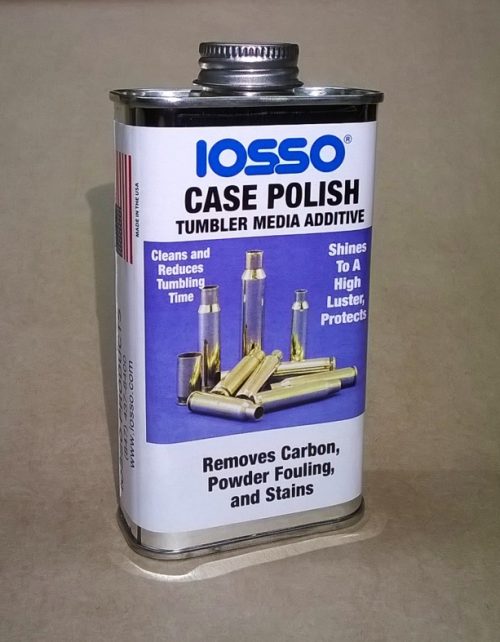 IOSSO®
CASE POLISH
TUMBLER MEDIA ADDITIVE
Cleans and
Reduces
Tumbling
Time
Shines
To A
High
Luster,
Protects
Removes Carbon,
Powder Fouling,
and Stains
MADE IN THE USA
www.iosso.com